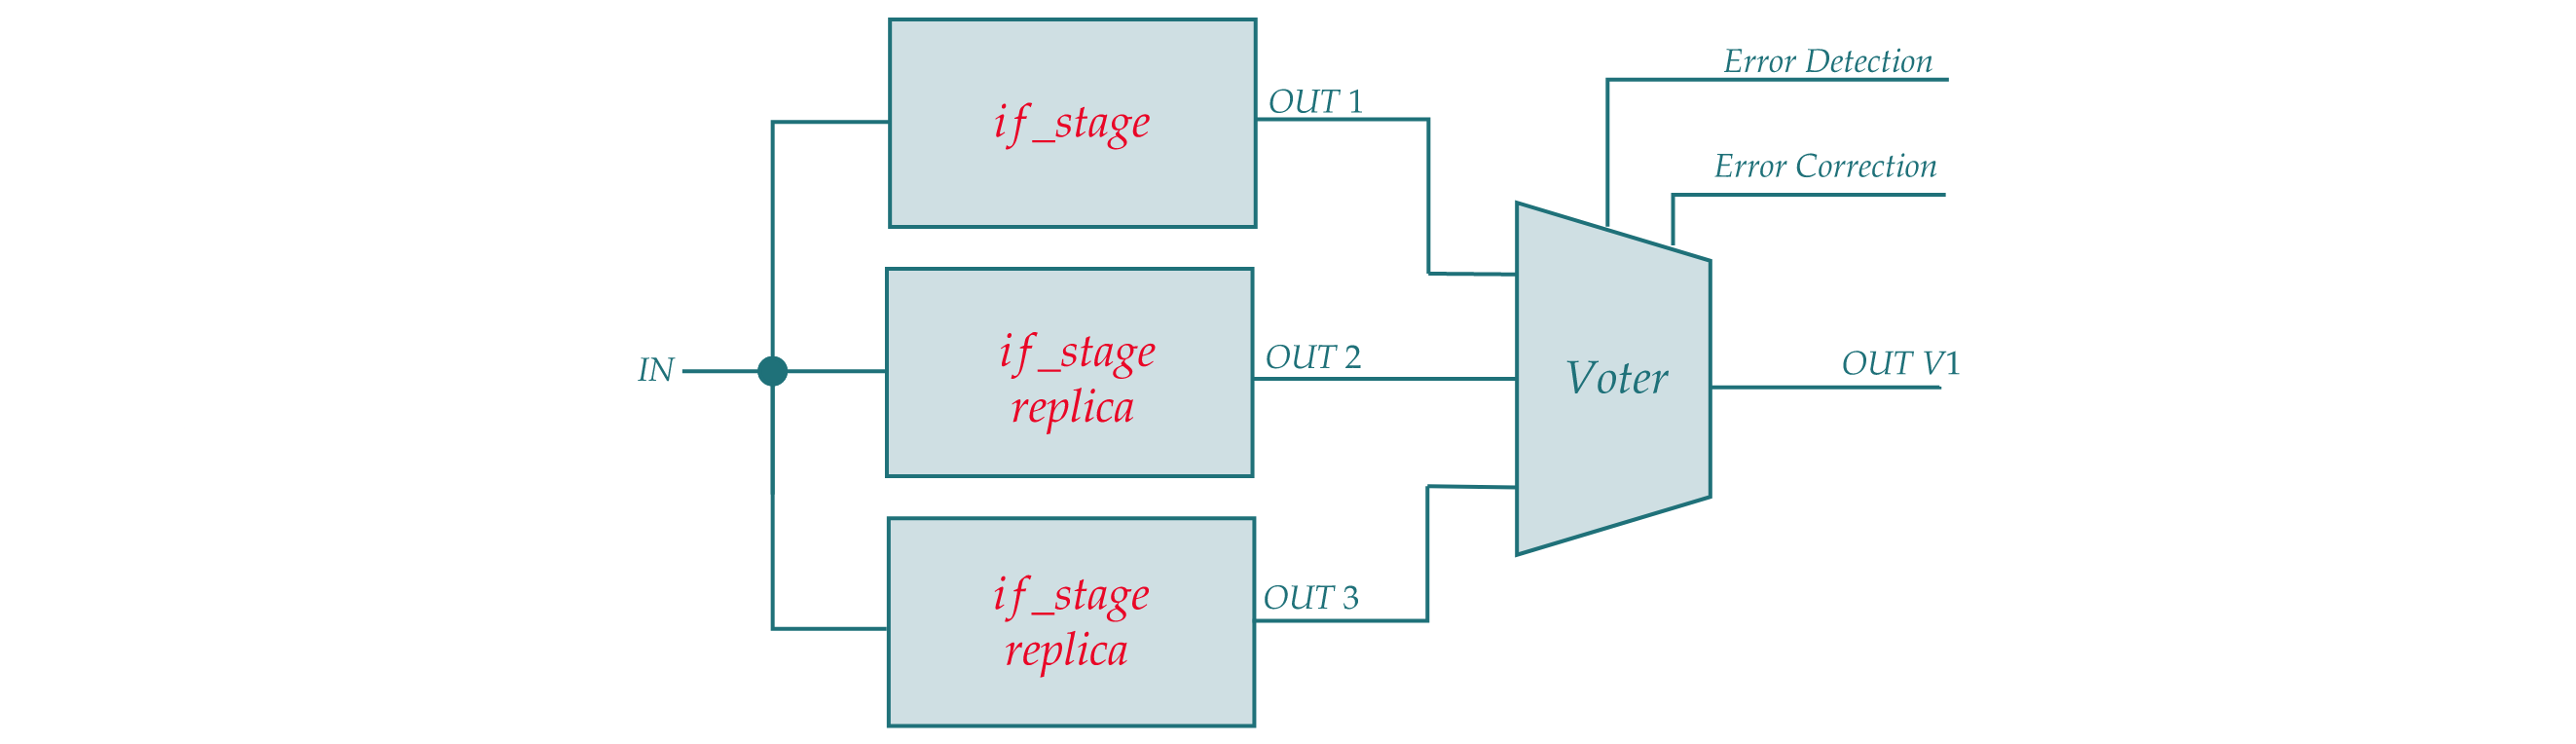 if_stage
OUT 1
Error Detection
Error Correction
IN
if_stage
replica
OUT 2
Voter
OUT V1
if_stage
replica
OUT 3